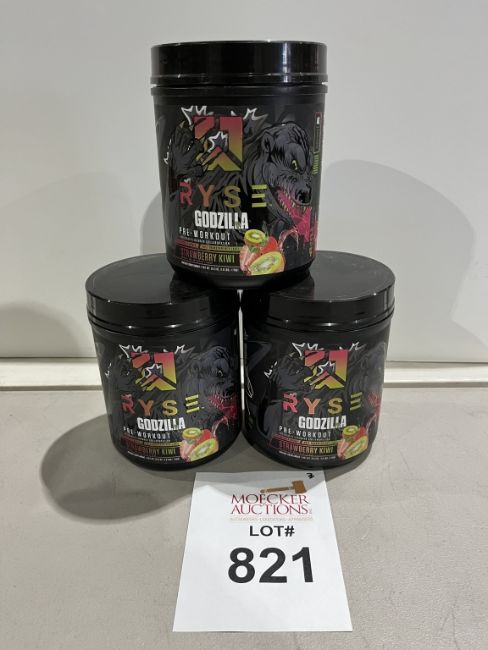 RYSE
GODZILLA
PRE-WORKOUT
STRAWBERRY KIWI
RYSE
GODZILLA
PRE-WORKOUT
STRAWBERRY KIWI
RYSE
GODZILLA
PRE-WORKOUT
STRAWBERRY KIWI
MOECKER
AUCTIONS
LOT#
821